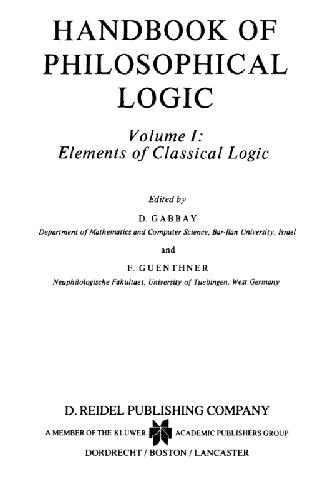 HANDBOOK OF
PHILOSOPHICAL
LOGIC
Volume I:
Elements of Classical Logic
Edited by
D. GABBAY
Department of Mathematics and Computer Science, Bar-Ilan University, Israel
and
F. GUENTHNER
Neuphilologische Fakultaet, University of Tuebingen, West Germany
D. REIDEL PUBLISHING COMPANY
A MEMBER OF THE KLUWER ACADEMIC PUBLISHERS GROUP
DORDRECHT / BOSTON / LANCASTER